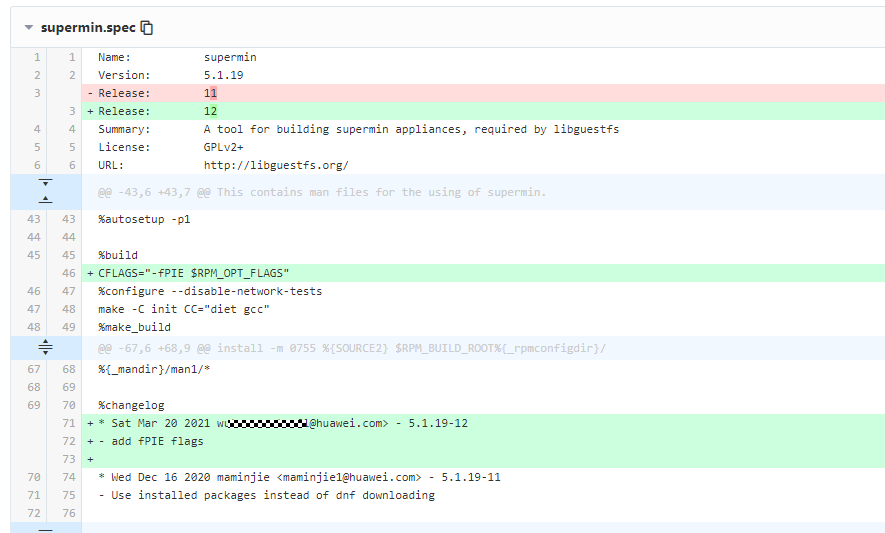 supermin.spec
1 1 Name: supermin
2 2 Version: 5.1.19
3 - Release: 11
3 + Release: 12
4 4 Summary: A tool for building supermin appliances, required by libguestfs
5 5 License: GPLv2+
6 6 URL: http://libguestfs.org/
@@ -43,6 +43,7 @@ This contains man files for the using of supermin.
43 43 %autosetup -p1
44 44
45 45 %build
46 + CFLAGS="-fPIE $RPM_OPT_FLAGS"
46 47 %configure --disable-network-tests
47 48 make -C init CC="diet gcc"
48 49 %make_build
@@ -67,6 +68,9 @@ install -m 0755 %{SOURCE2} $RPM_BUILD_ROOT%{_rpmconfigdir}/
67 68 %{_mandir}/man1/*
68 69
69 70 %changelog
71 + * Sat Mar 20 2021 @huawei.com> - 5.1.19-12
72 + - add fPIE flags
73 +
70 74 * Wed Dec 16 2020 maminjie <maminjie1@huawei.com> - 5.1.19-11
71 75 - Use installed packages instead of dnf downloading
72 76